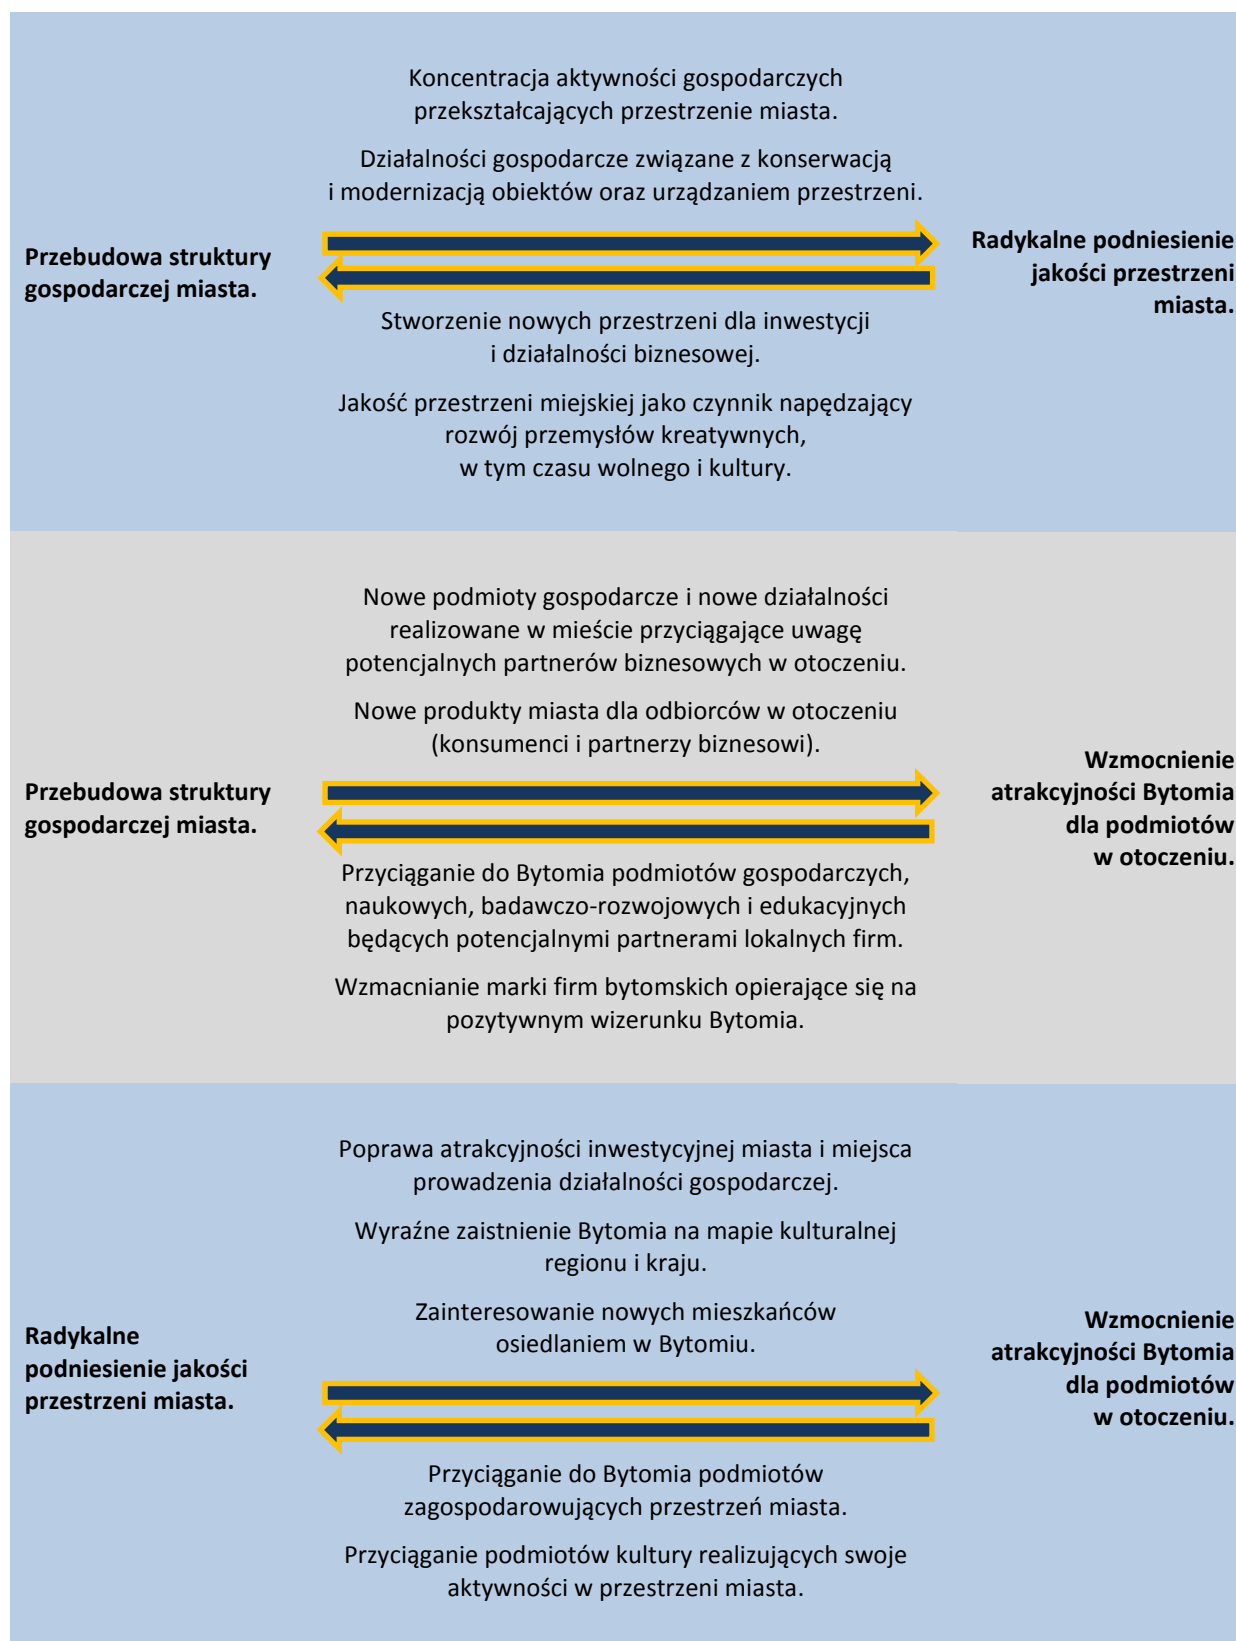 Koncentracja aktywności gospodarczych
przekształcających przestrzenie miasta.
Działalności gospodarcze związane z konserwacją
i modernizacją obiektów oraz urządzaniem przestrzeni.
Przebudowa struktury
gospodarczej miasta.
Radykalne podniesienie
jakości przestrzeni
miasta.
Stworzenie nowych przestrzeni dla inwestycji
i działalności biznesowej.
Jakość przestrzeni miejskiej jako czynnik napędzający
rozwój przemysłów kreatywnych,
w tym czasu wolnego i kultury.
Nowe podmioty gospodarcze i nowe działalności
realizowane w mieście przyciągające uwagę
potencjalnych partnerów biznesowych w otoczeniu.
Nowe produkty miasta dla odbiorców w otoczeniu
(konsumenci i partnerzy biznesowi).
Przebudowa struktury
gospodarczej miasta.
Wzmocnienie
atrakcyjności Bytomia
dla podmiotów
w otoczeniu.
Przyciąganie do Bytomia podmiotów gospodarczych,
naukowych, badawczo-rozwojowych i edukacyjnych
będących potencjalnymi partnerami lokalnych firm.
Wzmacnianie marki firm bytomskich opierające się na
pozytywnym wizerunku Bytomia.
Poprawa atrakcyjności inwestycyjnej miasta i miejsca
prowadzenia działalności gospodarczej.
Wyraźne zaistnienie Bytomia na mapie kulturalnej
regionu i kraju.
Zainteresowanie nowych mieszkańców
osiedlaniem w Bytomiu.
Radykalne
podniesienie jakości
przestrzeni miasta.
Wzmocnienie
atrakcyjności Bytomia
dla podmiotów
w otoczeniu.
Przyciąganie do Bytomia podmiotów
zagospodarowujących przestrzeń miasta.
Przyciąganie podmiotów kultury realizujących swoje
aktywności w przestrzeni miasta.